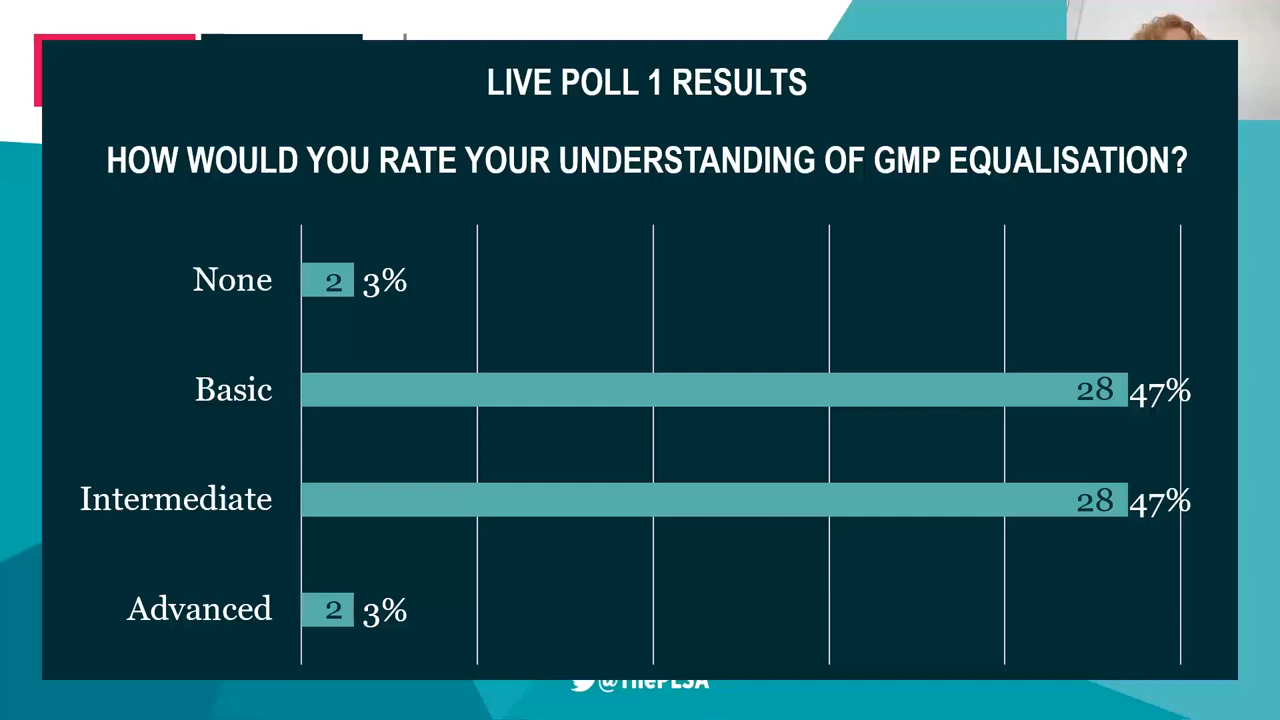 LIVE POLL 1 RESULTS
HOW WOULD YOU RATE YOUR UNDERSTANDING OF GMP EQUALISATION?
None 2 3%
Basic 28 47%
Intermediate 28 47%
Advanced 2 3%
@ThePLSA